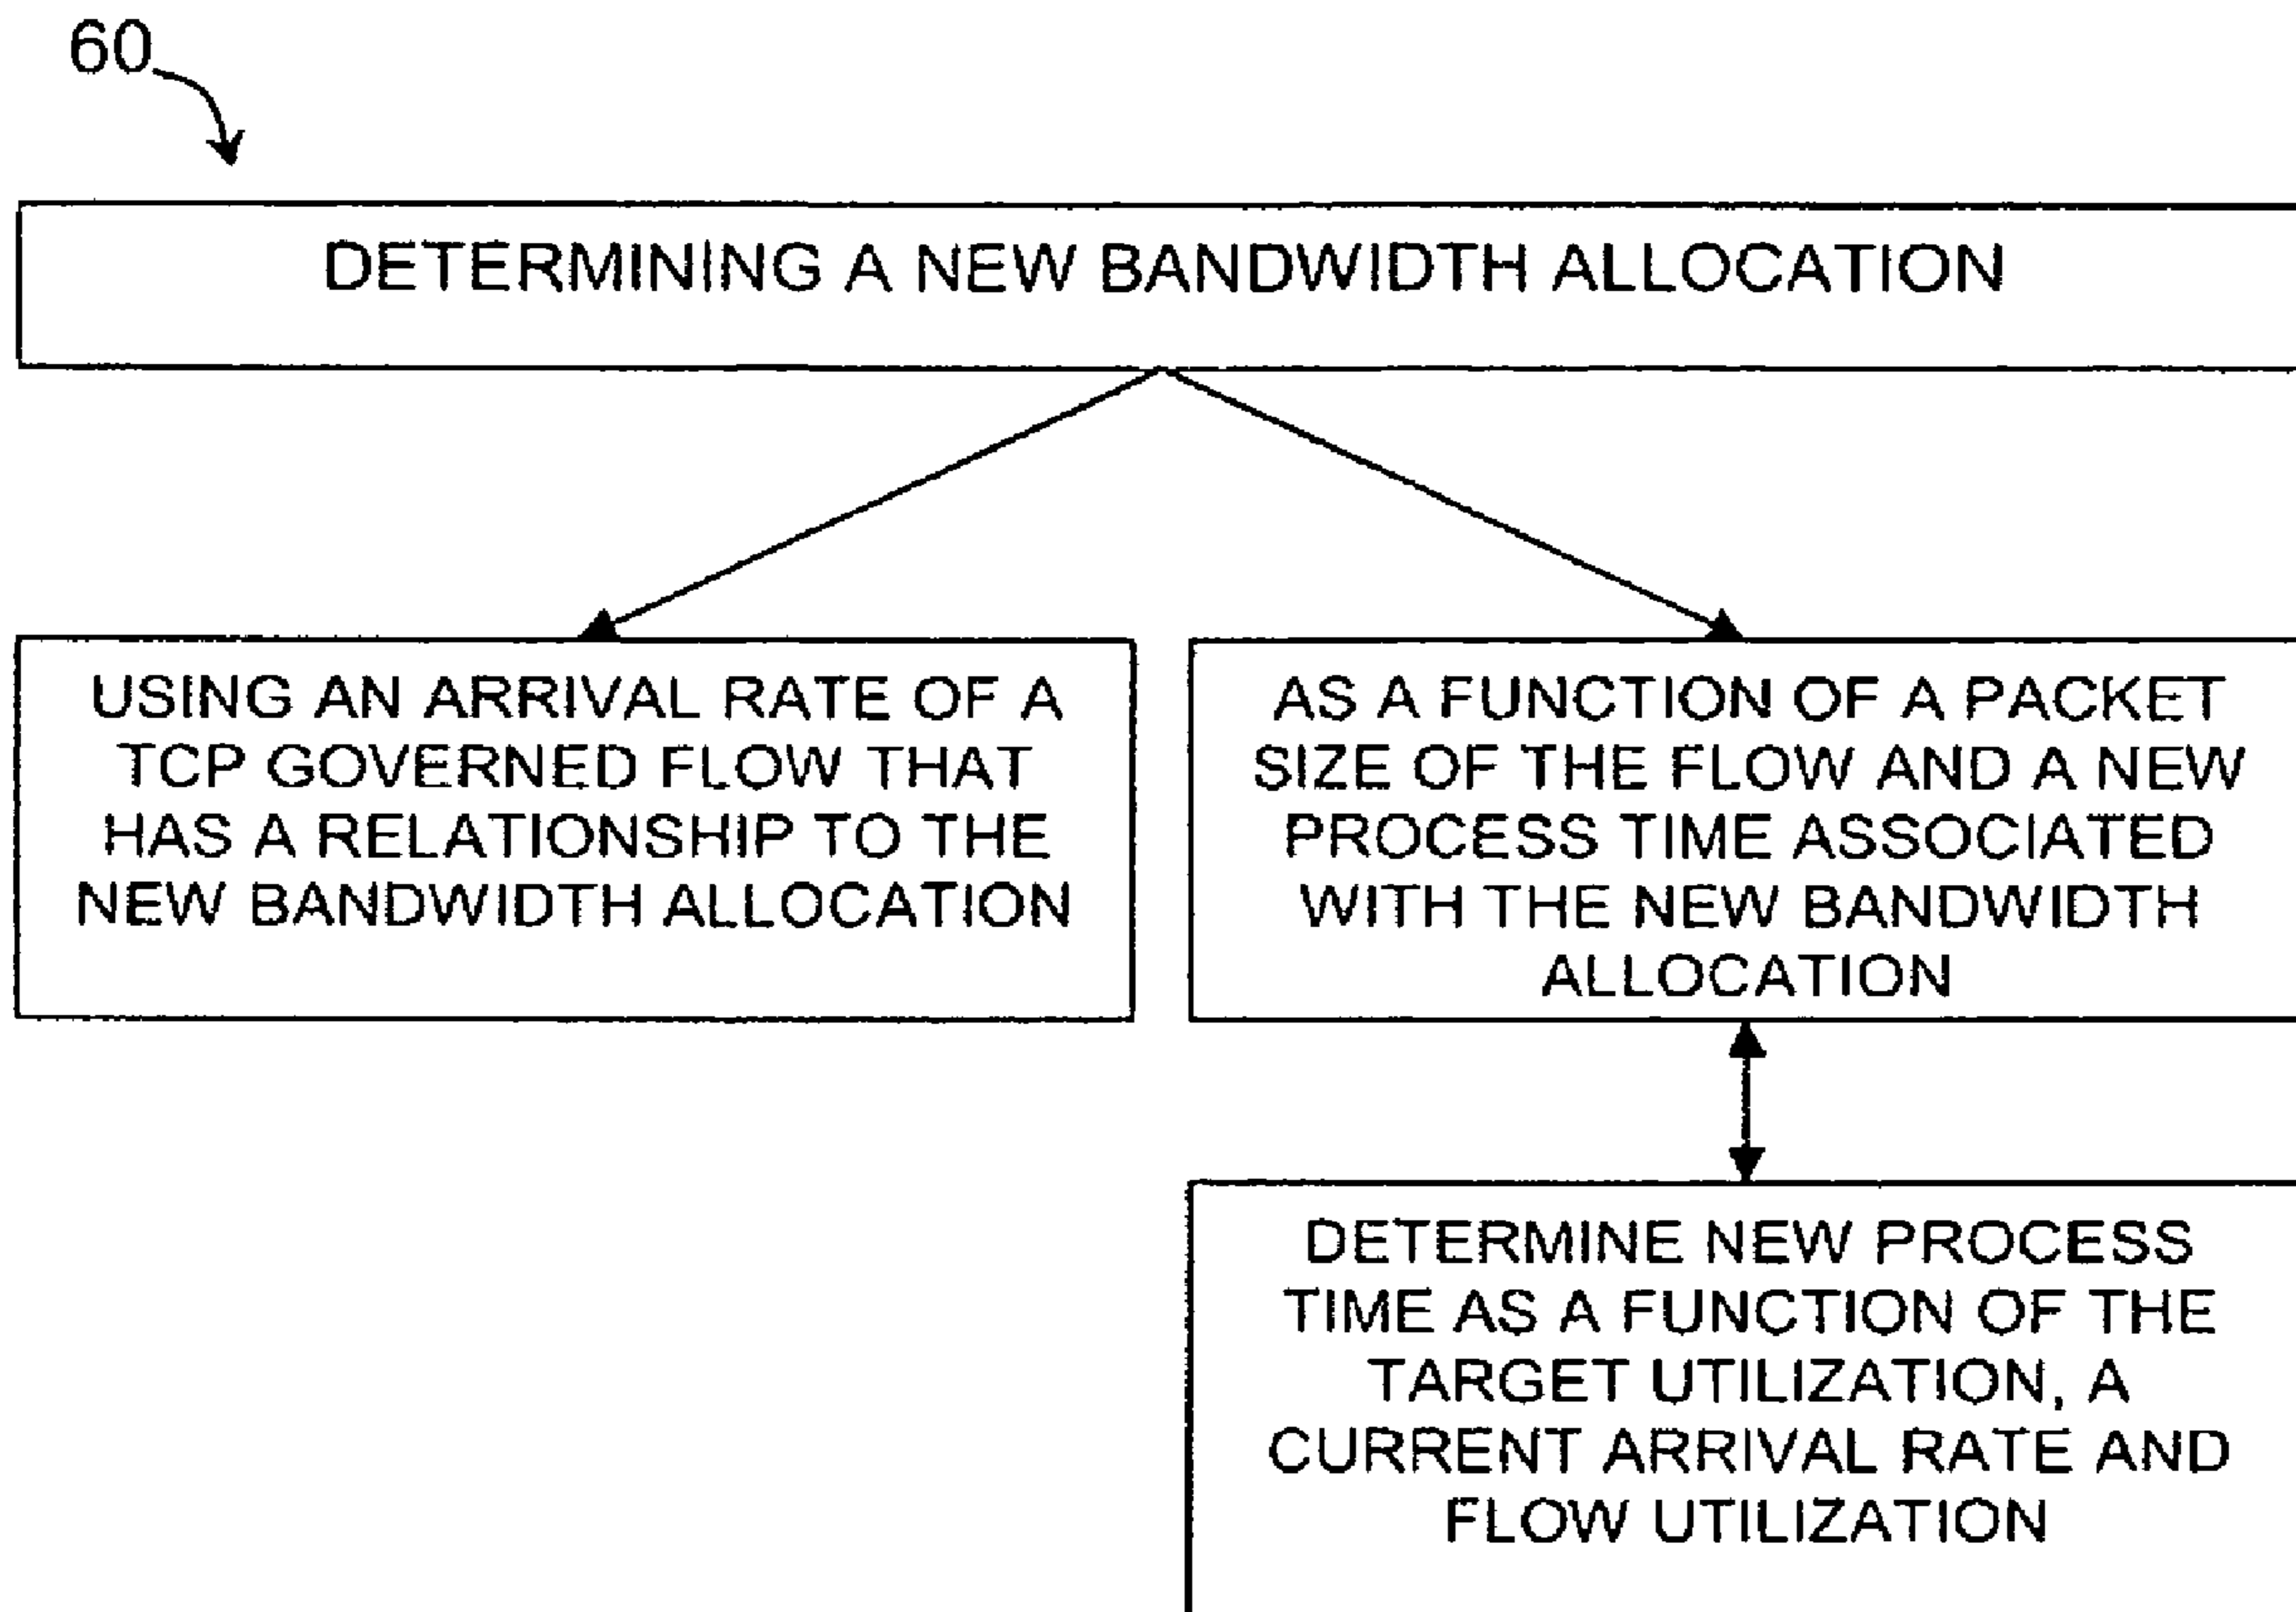 60
DETERMINING A NEW BANDWIDTH ALLOCATION
USING AN ARRIVAL RATE OF A
TCP GOVERNED FLOW THAT
HAS A RELATIONSHIP TO THE
NEW BANDWIDTH ALLOCATION
AS A FUNCTION OF A PACKET
SIZE OF THE FLOW AND A NEW
PROCESS TIME ASSOCIATED
WITH THE NEW BANDWIDTH
ALLOCATION
DETERMINE NEW PROCESS
TIME AS A FUNCTION OF THE
TARGET UTILIZATION, A
CURRENT ARRIVAL RATE AND
FLOW UTILIZATION